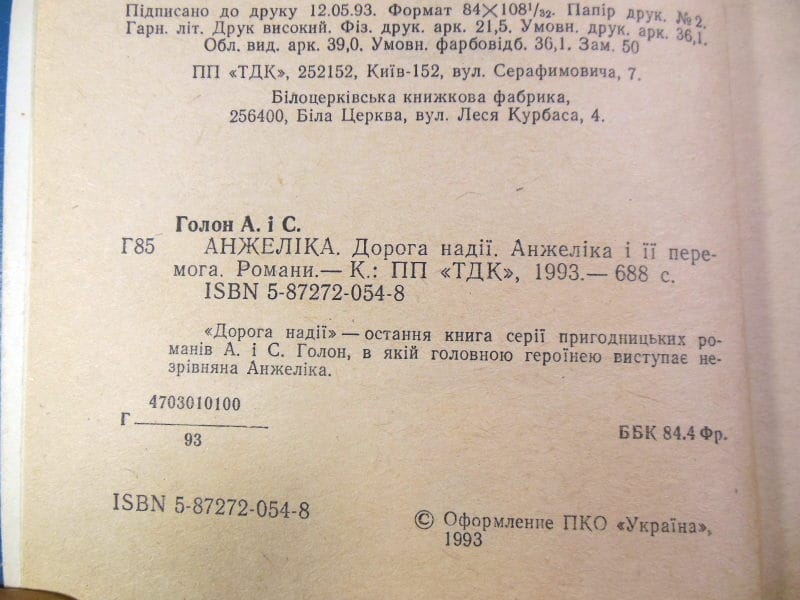 Підписано до друку 12.05.93. Формат 84×108¹/₃₂. Папір друк. № 2.
Гарн. літ. Друк високий. Фіз. друк. арк. 21,5. Умовн. друк. арк. 36,1.
Обл. вид. арк. 39,0. Умовн. фарбовідб. 36,1. Зам. 50
ПП «ТДК», 252152, Київ-152, вул. Серафимовича, 7.
Білоцерківська книжкова фабрика,
256400, Біла Церква, вул. Леся Курбаса, 4.
Голон А. і С.
Г85 АНЖЕЛІКА. Дорога надії. Анжеліка і її пере-
мога. Романи.— К.: ПП «ТДК», 1993.— 688 с.
ISBN 5-87272-054-8
«Дорога надії» — остання книга серії пригодницьких ро-
манів А. і С. Голон, в якій головною героїнею виступає не-
зрівняна Анжеліка.
4703010100
Г
93
ББК 84.4 Фр.
ISBN 5-87272-054-8
© Оформление ПКО «Україна»,
1993